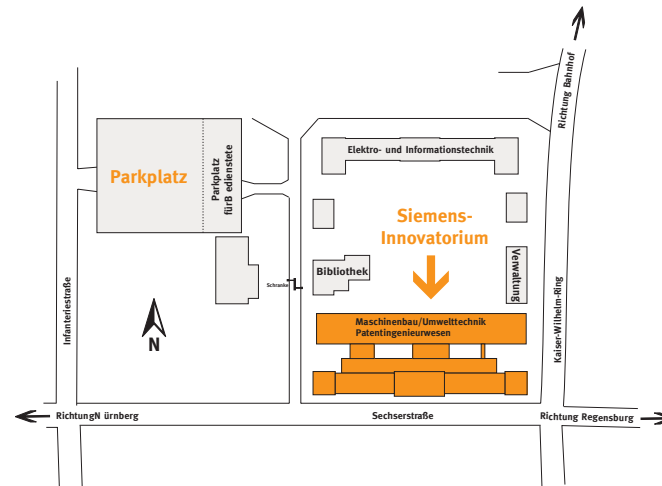 Richtung Bahnhof
Elektro- und Informationstechnik
Parkplatz
Parkplatz
fürB edienstete
Siemens-
Innovatorium
Bibliothek
Verwaltung
Schranke
Infanteriestraße
Kaiser-Wilhelm-Ring
N
Maschinenbau/Umwelttechnik
Patentingenieurwesen
RichtungN ürnberg
Sechserstraße
Richtung Regensburg